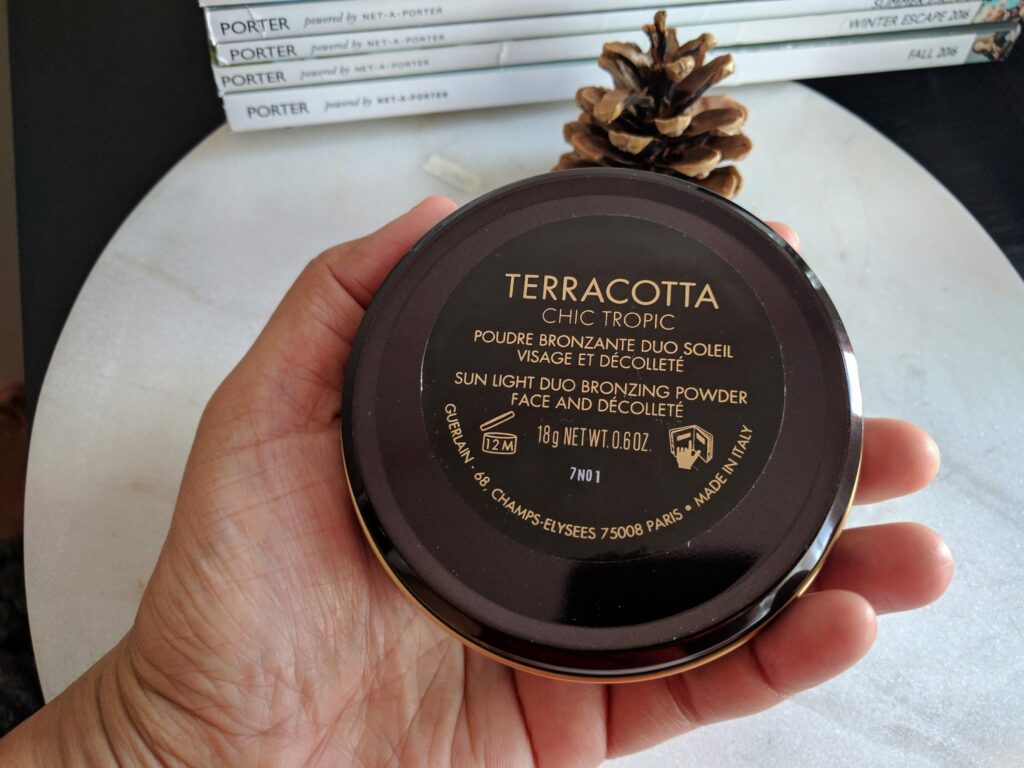 PORTER powered by NET-A-PORTER
PORTER powered by NET-A-PORTER WINTER ESCAPE 2016
PORTER powered by NET-A-PORTER
PORTER powered by NET-A-PORTER FALL 2016
TERRACOTTA
CHIC TROPIC
POUDRE BRONZANTE DUO SOLEIL
VISAGE ET DÉCOLLETÉ
SUN LIGHT DUO BRONZING POWDER
FACE AND DÉCOLLETÉ
12M
18g NET WT. 0.6 OZ.
7N01
GUERLAIN - 68, CHAMPS-ELYSEES 75008 PARIS • MADE IN ITALY